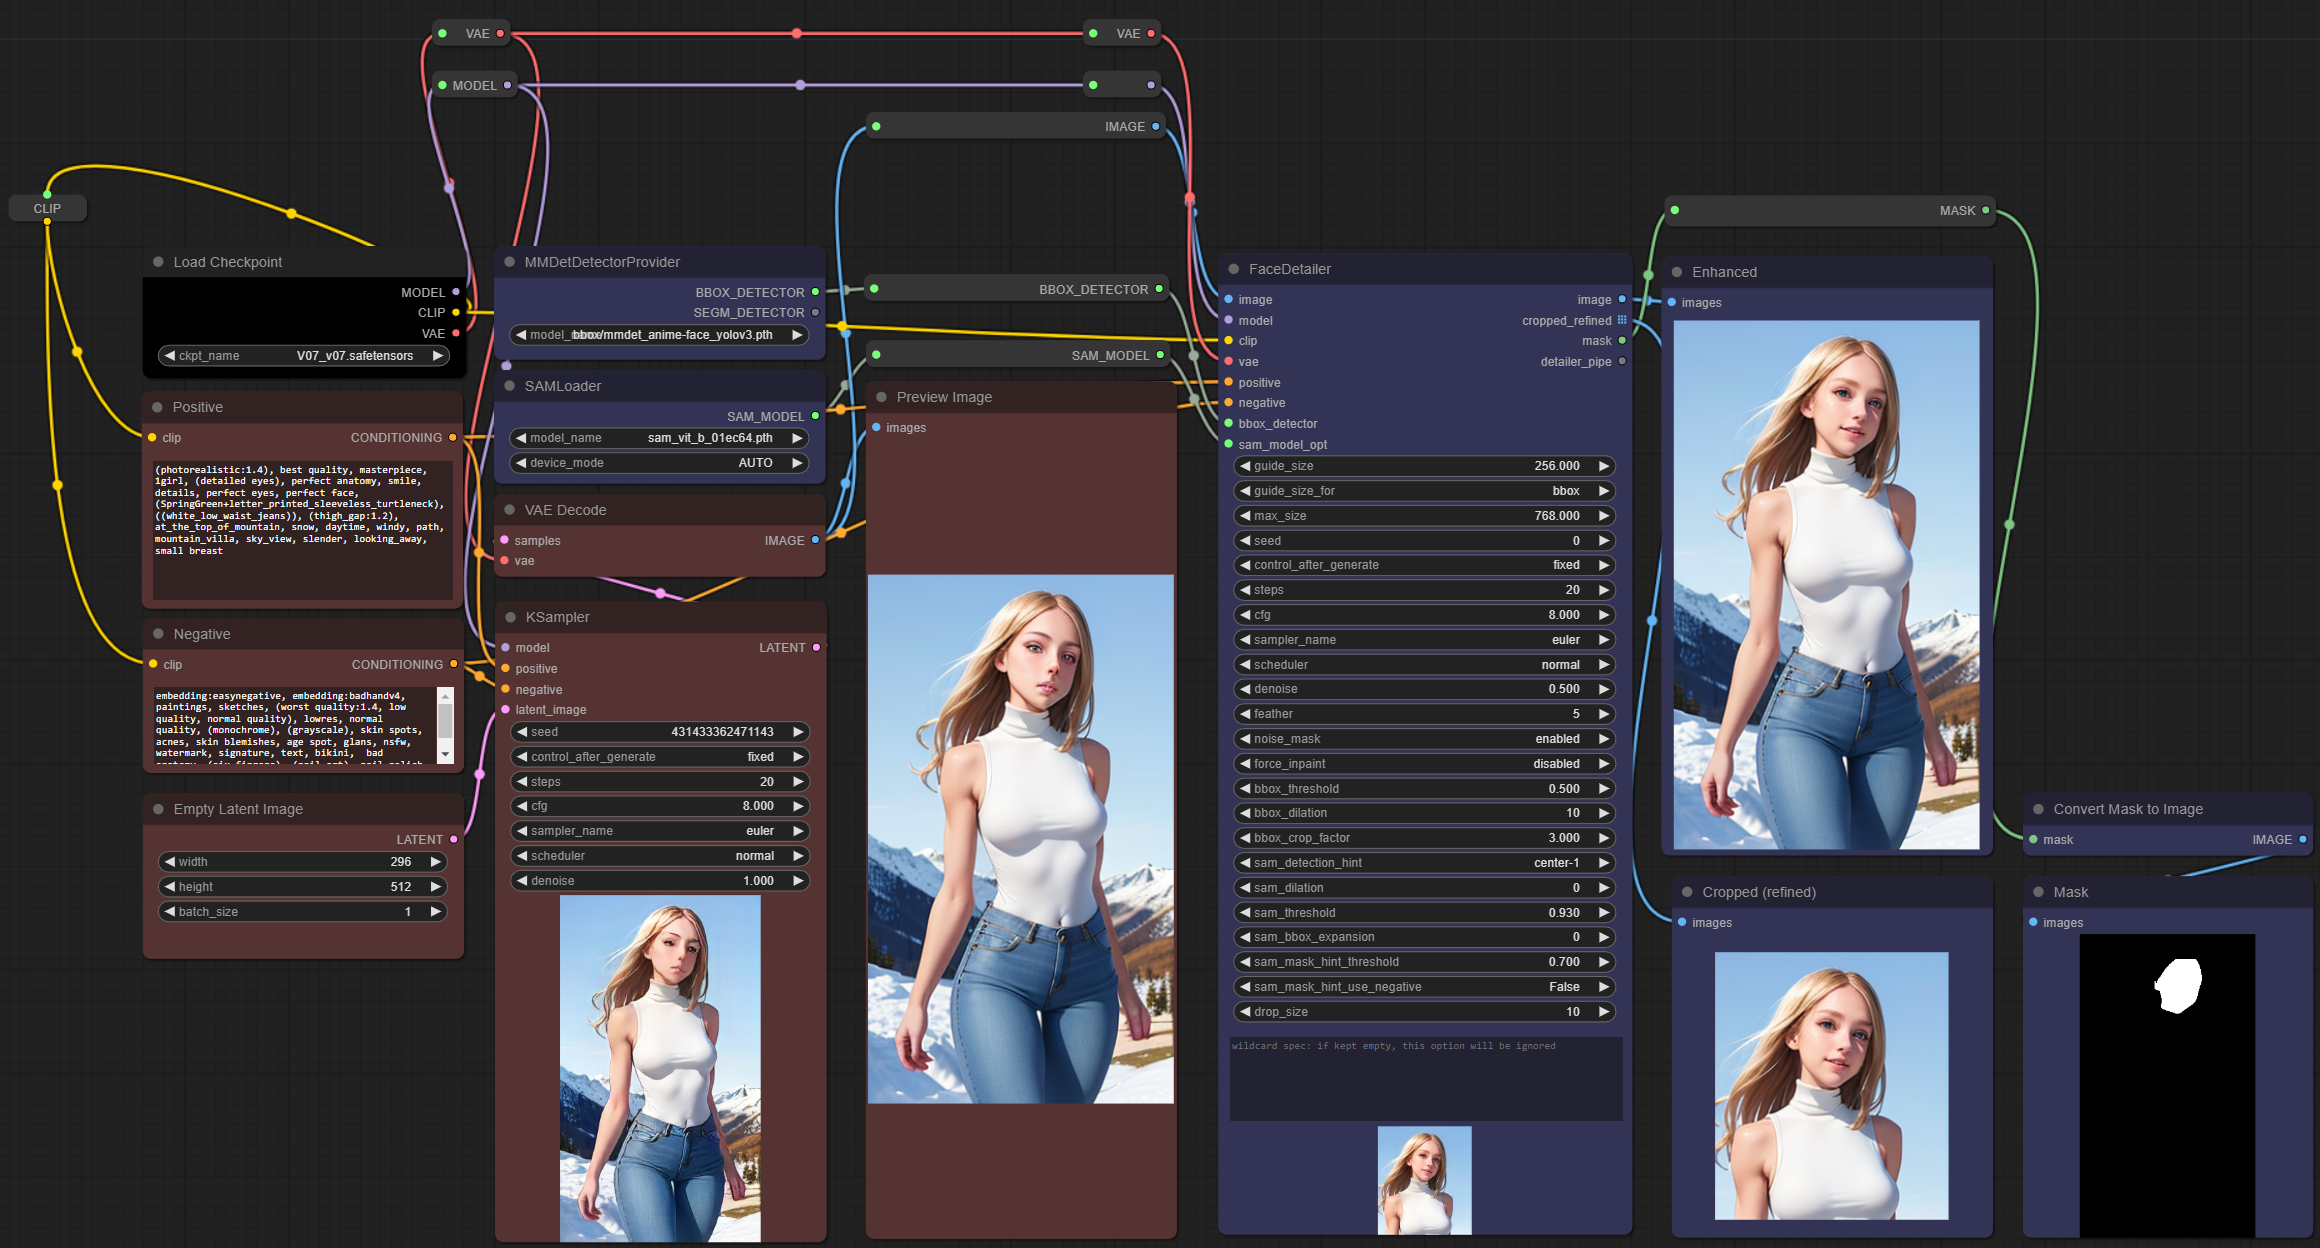 VAE
VAE
MODEL
IMAGE
CLIP
MASK
Load Checkpoint
MODEL
CLIP
VAE
ckpt_name V07_v07.safetensors
Positive
clip CONDITIONING
(photorealistic:1.4), best quality, masterpiece,
1girl, (detailed eyes), perfect anatomy, smile,
details, perfect eyes, perfect face,
(SpringGreen+letter_printed_sleeveless_turtleneck),
((white_low_waist_jeans)), (thigh_gap:1.2),
at_the_top_of_mountain, snow, daytime, windy, path,
mountain_villa, sky_view, slender, looking_away,
small breast
Negative
clip CONDITIONING
embedding:easynegative, embedding:badhandv4,
paintings, sketches, (worst quality:1.4, low
quality, normal quality), lowres, normal
quality, (monochrome), (grayscale), skin spots,
acnes, skin blemishes, age spot, glans, nsfw,
watermark, signature, text, bikini, bad
Empty Latent Image
LATENT
width 296
height 512
batch_size 1
MMDetDetectorProvider
BBOX_DETECTOR
SEGM_DETECTOR
bbox/mmdet_anime-face_yolov3.pth
SAMLoader
SAM_MODEL
model_name sam_vit_b_01ec64.pth
device_mode AUTO
VAE Decode
samples IMAGE
vae
KSampler
model LATENT
positive
negative
latent_image
seed 431433362471143
control_after_generate fixed
steps 20
cfg 8.000
sampler_name euler
scheduler normal
denoise 1.000
BBOX_DETECTOR
SAM_MODEL
Preview Image
images
FaceDetailer
image image
model cropped_refined
clip mask
vae detailer_pipe
positive
negative
bbox_detector
sam_model_opt
guide_size 256.000
guide_size_for bbox
max_size 768.000
seed 0
control_after_generate fixed
steps 20
cfg 8.000
sampler_name euler
scheduler normal
denoise 0.500
feather 5
noise_mask enabled
force_inpaint disabled
bbox_threshold 0.500
bbox_dilation 10
bbox_crop_factor 3.000
sam_detection_hint center-1
sam_dilation 0
sam_threshold 0.930
sam_bbox_expansion 0
sam_mask_hint_threshold 0.700
sam_mask_hint_use_negative False
drop_size 10
wildcard spec: if kept empty, this option will be ignored
Enhanced
images
Cropped (refined)
images
Convert Mask to Image
mask IMAGE
Mask
images